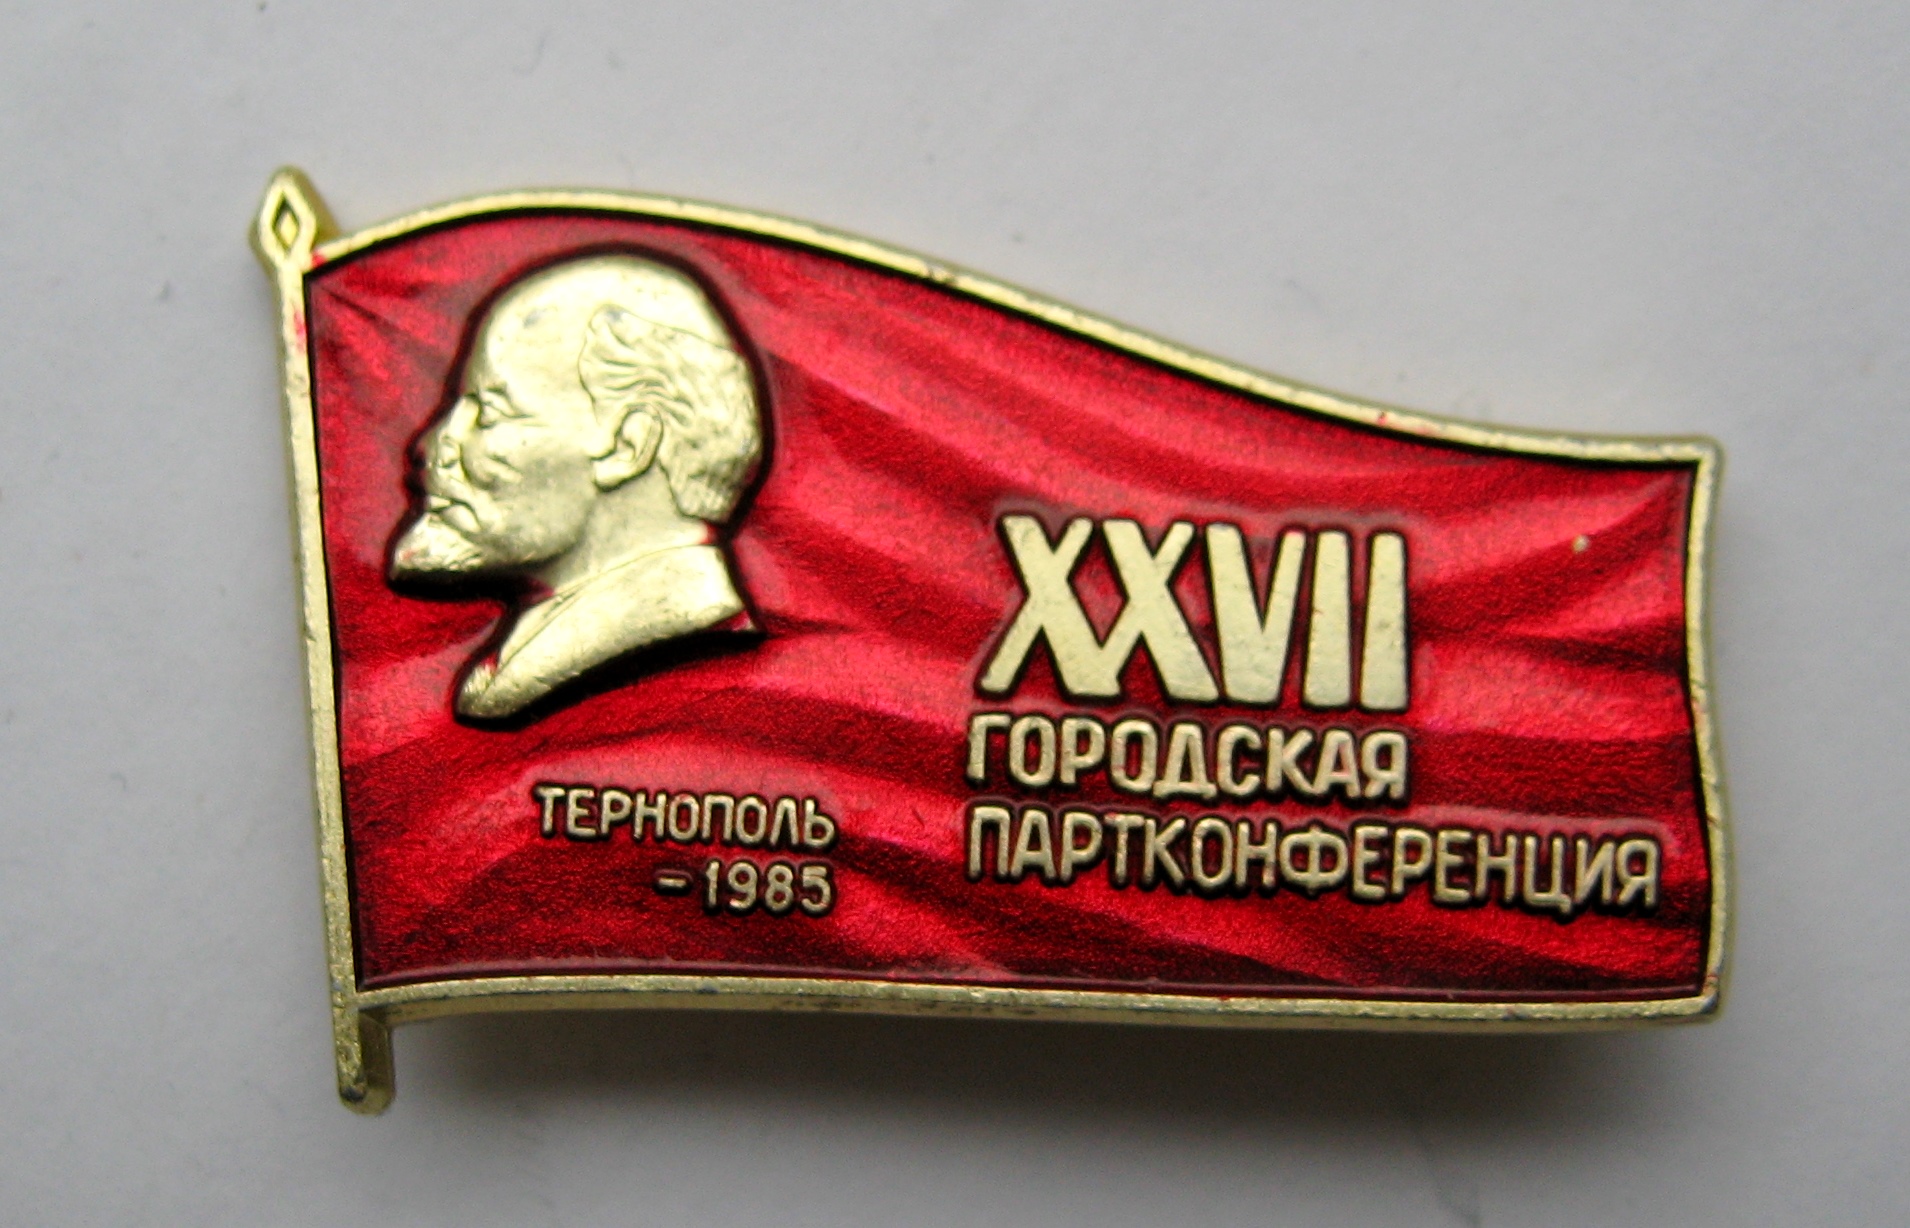 XXVII
ГОРОДСКАЯ
ПАРТКОНФЕРЕНЦИЯ
ТЕРНОПОЛЬ
-1985